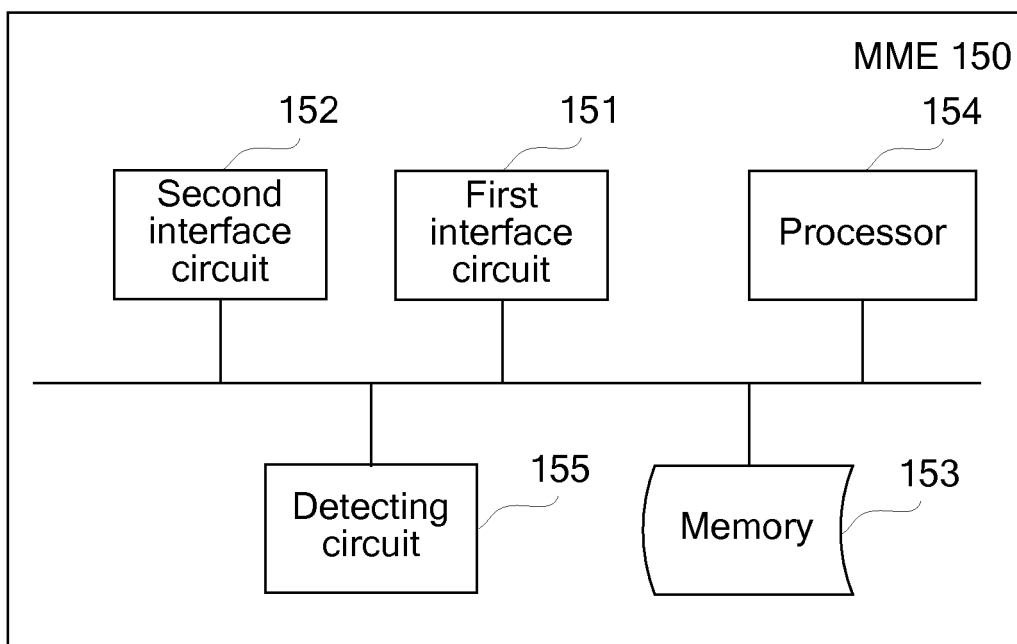 MME 150
152
151
154
Second
interface
circuit
First
interface
circuit
Processor
155
153
Detecting
circuit
Memory